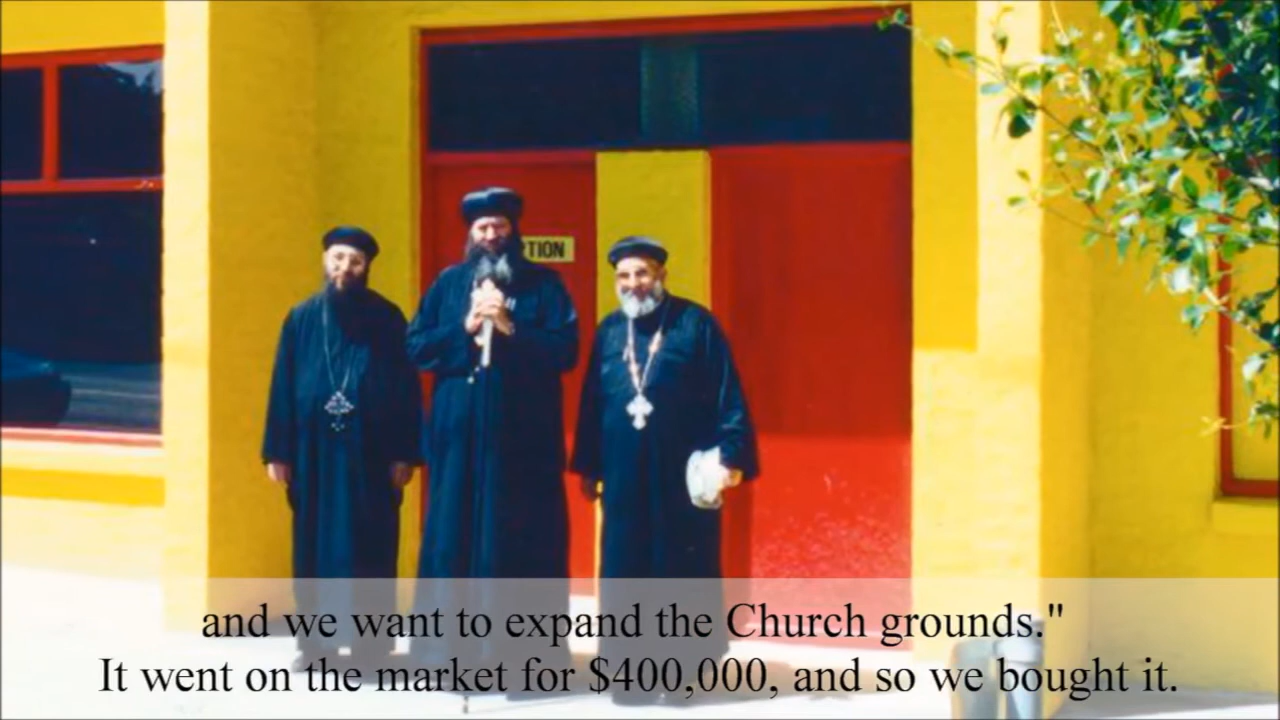 TION
and we want to expand the Church grounds."
It went on the market for $400,000, and so we bought it.